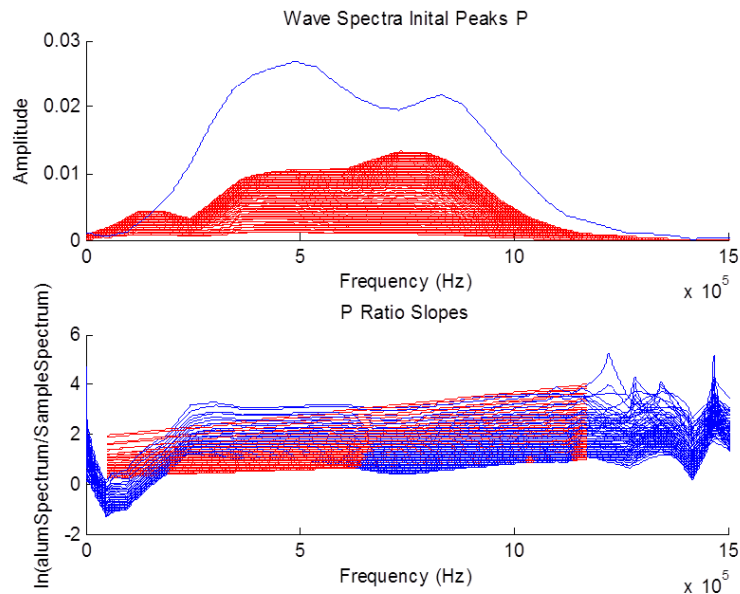 Wave Spectra Inital Peaks P
0.03
0.02
0.01
0
Amplitude
0 5 10 15
Frequency (Hz)
x 10^5
P Ratio Slopes
6
4
2
0
-2
ln(alumSpectrum/SampleSpectrum)
0 5 10 15
Frequency (Hz)
x 10^5